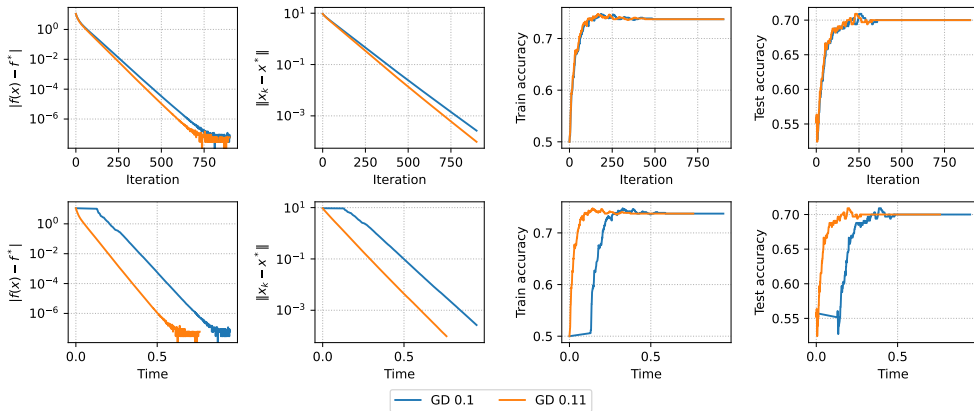 |f(x) − f*|
10⁰
10⁻²
10⁻⁴
10⁻⁶
0 250 500 750
Iteration
‖x_k − x*‖
10¹
10⁻¹
10⁻³
0 250 500 750
Iteration
Train accuracy
0.7
0.6
0.5
0 250 500 750
Iteration
Test accuracy
0.70
0.65
0.60
0.55
0 250 500 750
Iteration
|f(x) − f*|
10⁰
10⁻²
10⁻⁴
10⁻⁶
0.0 0.5
Time
‖x_k − x*‖
10¹
10⁻¹
10⁻³
0.0 0.5
Time
Train accuracy
0.7
0.6
0.5
0.0 0.5
Time
Test accuracy
0.70
0.65
0.60
0.55
0.0 0.5
Time
GD 0.1 GD 0.11